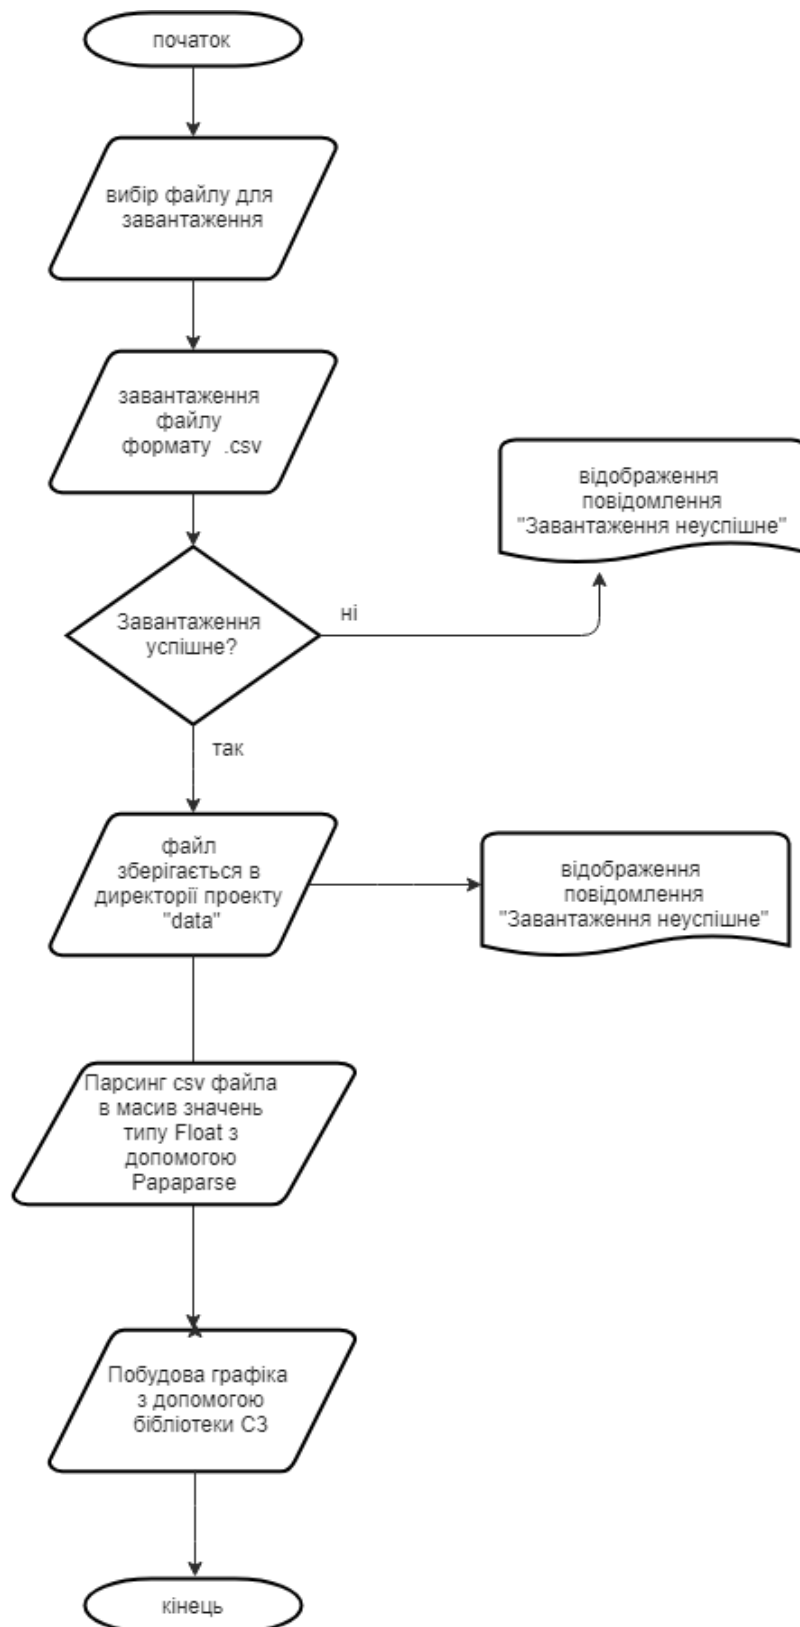 початок
вибір файлу для
завантаження
завантаження
файлу
формату .csv
відображення
повідомлення
"Завантаження неуспішне"
Завантаження
успішне?
ні
так
файл
зберігається в
директорії проекту
"data"
відображення
повідомлення
"Завантаження неуспішне"
Парсинг csv файла
в масив значень
типу Float з
допомогою
Papaparse
Побудова графіка
з допомогою
бібліотеки C3
кінець